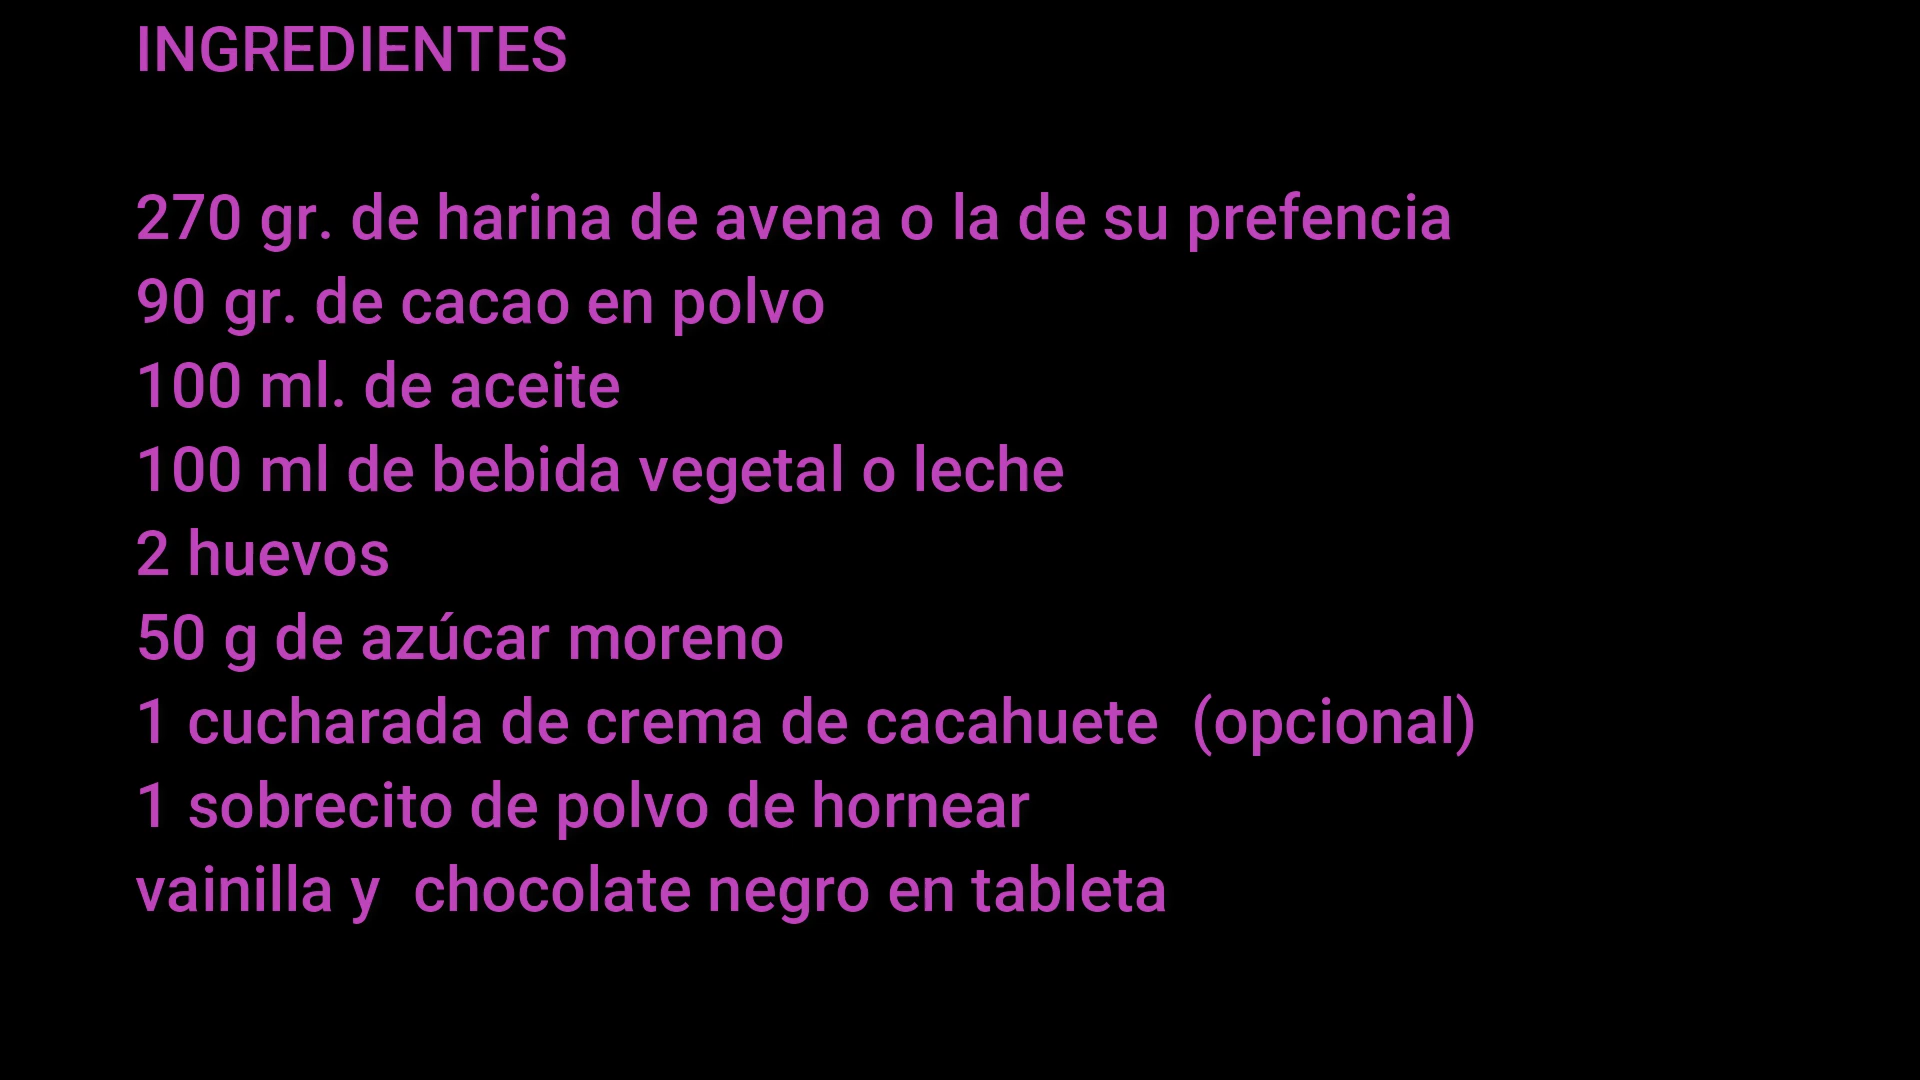 INGREDIENTES
270 gr. de harina de avena o la de su prefencia
90 gr. de cacao en polvo
100 ml. de aceite
100 ml de bebida vegetal o leche
2 huevos
50 g de azúcar moreno
1 cucharada de crema de cacahuete  (opcional)
1 sobrecito de polvo de hornear
vainilla y  chocolate negro en tableta